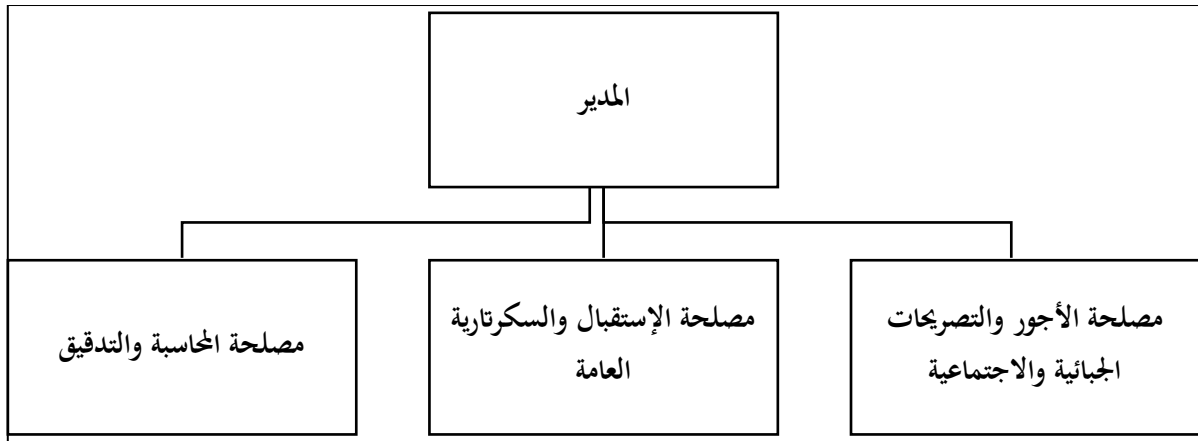 المدير
مصلحة الأجور والتصريحات
الجبائية والاجتماعية
مصلحة الإستقبال والسكرتارية
العامة
مصلحة المحاسبة والتدقيق